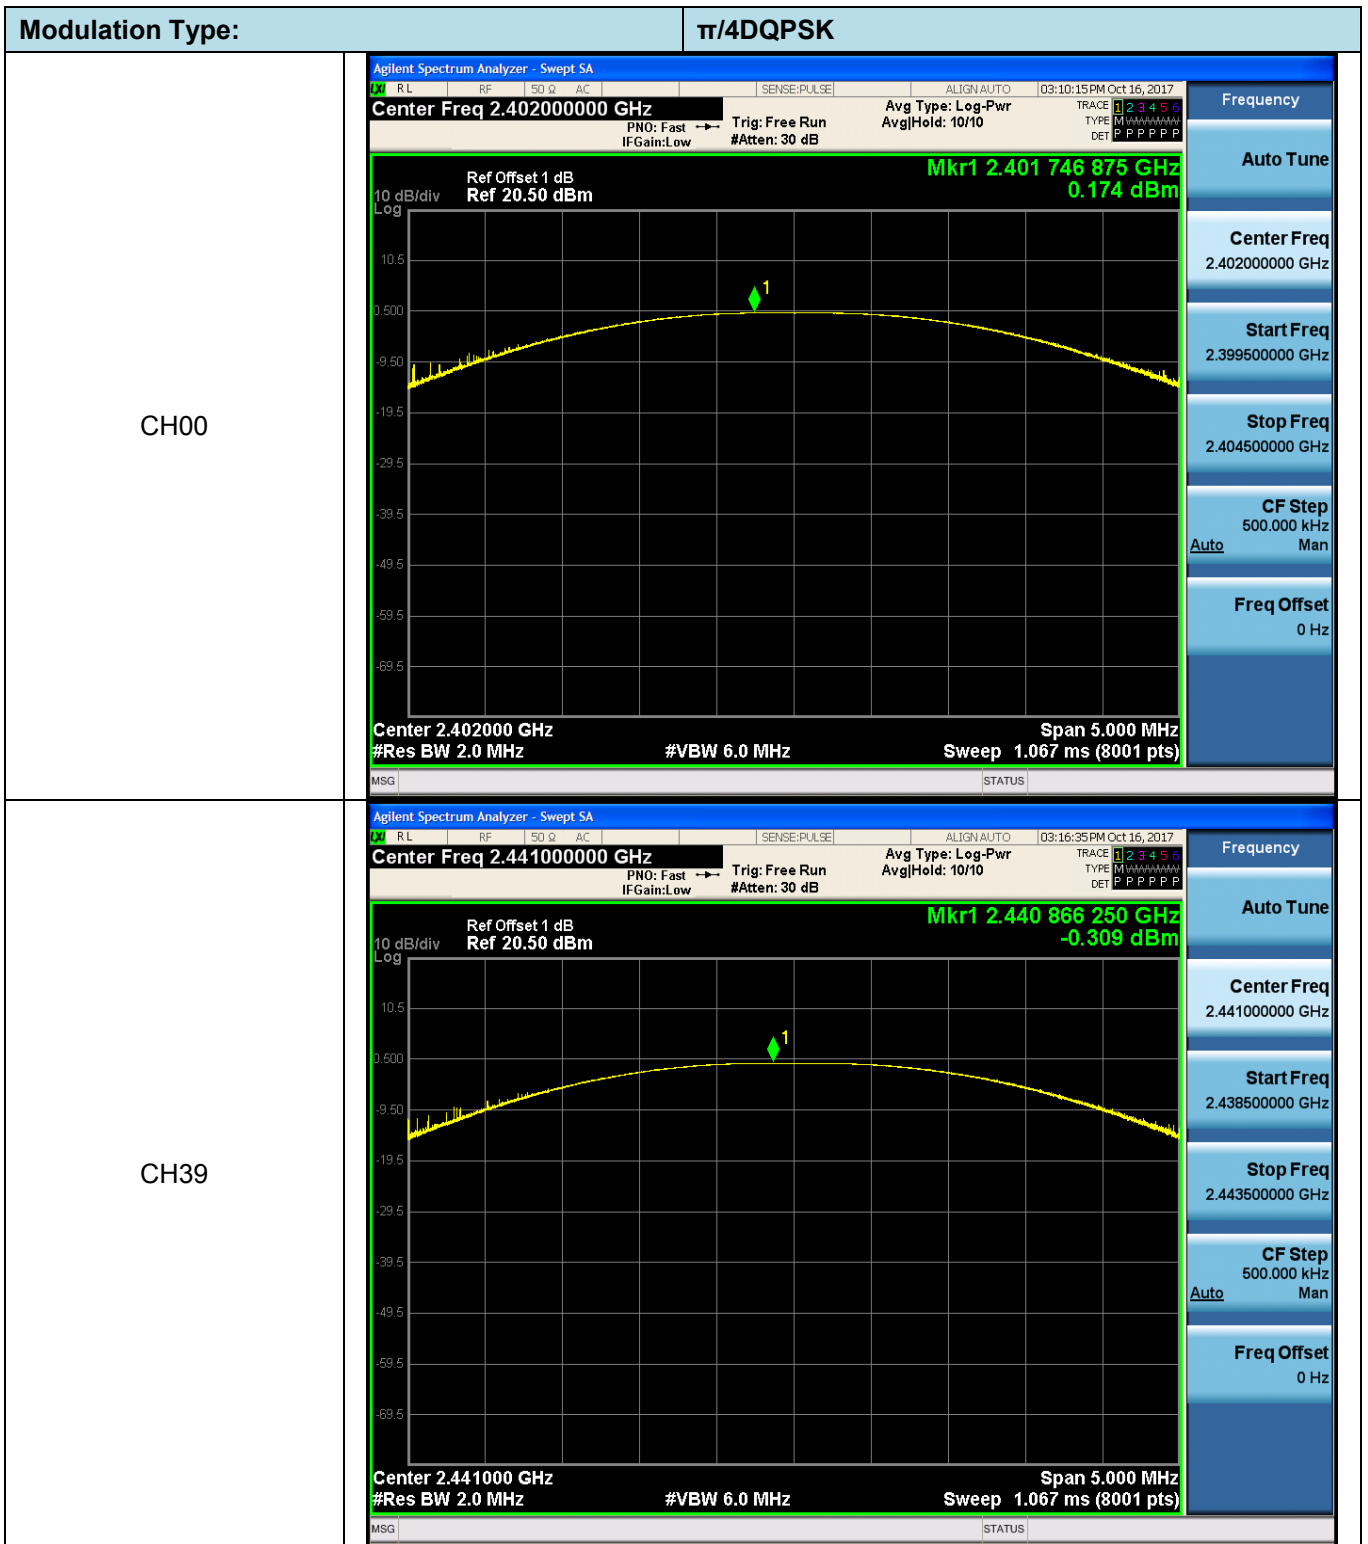 Modulation Type: π/4DQPSK
CH00
Agilent Spectrum Analyzer - Swept SA
LXI RL RF 50 Ω AC SENSE:PULSE ALIGN AUTO 03:10:15 PM Oct 16, 2017
Center Freq 2.402000000 GHz
PNO: Fast
IFGain:Low
Trig: Free Run
#Atten: 30 dB
Avg Type: Log-Pwr
Avg|Hold: 10/10
TRACE 1 2 3 4 5 6
TYPE M
DET P P P P P P
Frequency
Auto Tune
Center Freq
2.402000000 GHz
Start Freq
2.399500000 GHz
Stop Freq
2.404500000 GHz
CF Step
500.000 kHz
Auto Man
Freq Offset
0 Hz
Mkr1 2.401 746 875 GHz
0.174 dBm
Ref Offset 1 dB
10 dB/div Ref 20.50 dBm
Log
10.5
1
0.500
-9.50
-19.5
-29.5
-39.5
-49.5
-59.5
-69.5
Center 2.402000 GHz Span 5.000 MHz
#Res BW 2.0 MHz #VBW 6.0 MHz Sweep 1.067 ms (8001 pts)
MSG STATUS
CH39
Agilent Spectrum Analyzer - Swept SA
LXI RL RF 50 Ω AC SENSE:PULSE ALIGN AUTO 03:16:35 PM Oct 16, 2017
Center Freq 2.441000000 GHz
PNO: Fast
IFGain:Low
Trig: Free Run
#Atten: 30 dB
Avg Type: Log-Pwr
Avg|Hold: 10/10
TRACE 1 2 3 4 5 6
TYPE M
DET P P P P P P
Frequency
Auto Tune
Center Freq
2.441000000 GHz
Start Freq
2.438500000 GHz
Stop Freq
2.443500000 GHz
CF Step
500.000 kHz
Auto Man
Freq Offset
0 Hz
Mkr1 2.440 866 250 GHz
-0.309 dBm
Ref Offset 1 dB
10 dB/div Ref 20.50 dBm
Log
10.5
1
0.500
-9.50
-19.5
-29.5
-39.5
-49.5
-59.5
-69.5
Center 2.441000 GHz Span 5.000 MHz
#Res BW 2.0 MHz #VBW 6.0 MHz Sweep 1.067 ms (8001 pts)
MSG STATUS